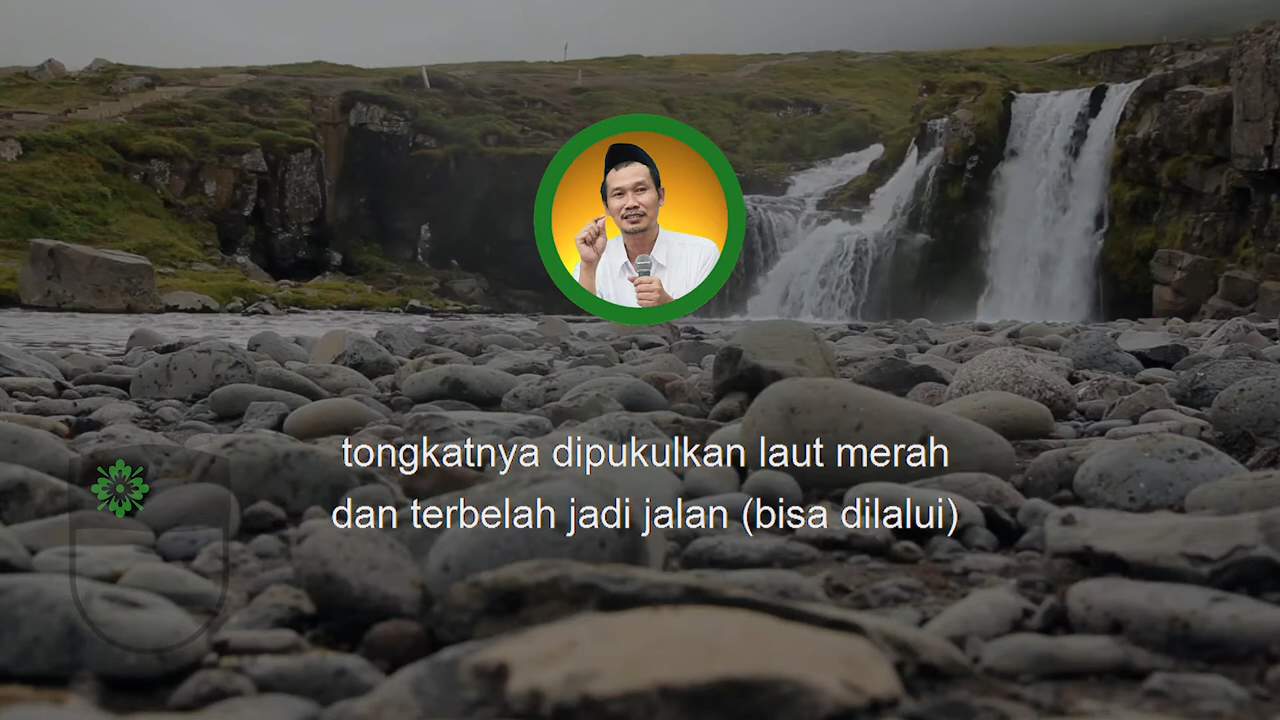 tongkatnya dipukulkan laut merah
dan terbelah jadi jalan (bisa dilalui)